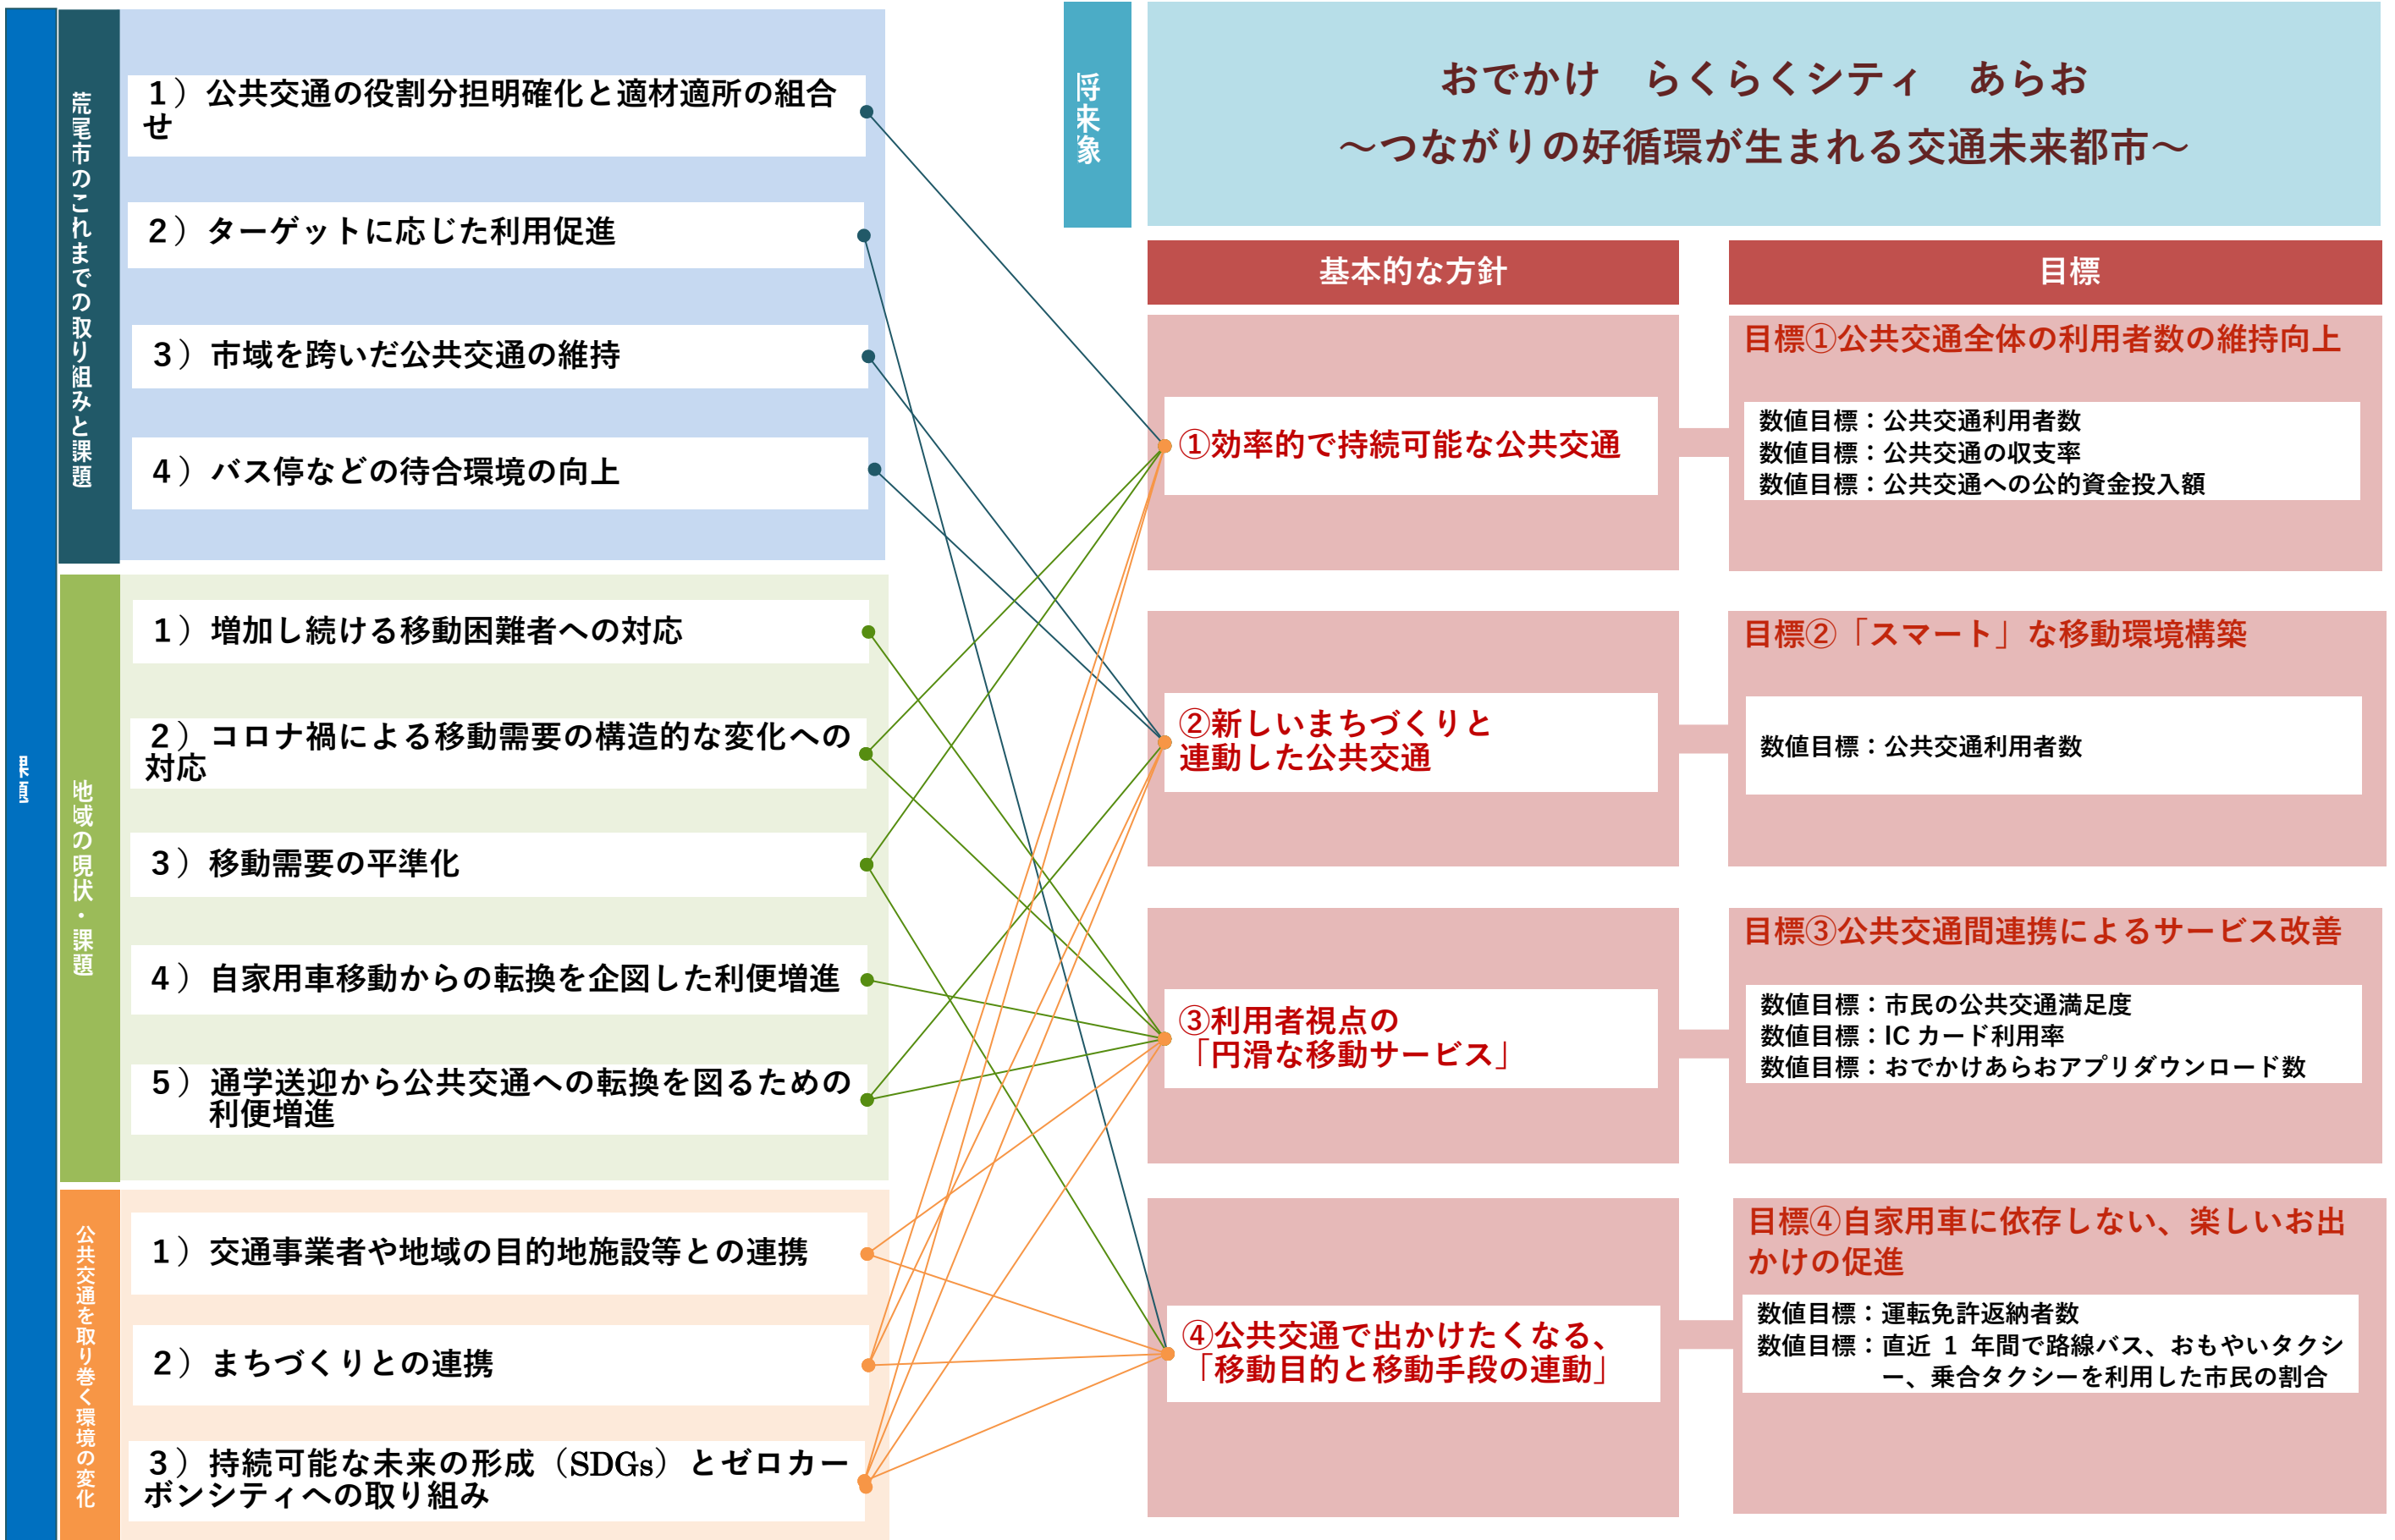 課題
荒尾市のこれまでの取り組みと課題
１）公共交通の役割分担明確化と適材適所の組合
せ
２）ターゲットに応じた利用促進
３）市域を跨いだ公共交通の維持
４）バス停などの待合環境の向上
地域の現状・課題
１）増加し続ける移動困難者への対応
２）コロナ禍による移動需要の構造的な変化への
対応
３）移動需要の平準化
４）自家用車移動からの転換を企図した利便増進
５）通学送迎から公共交通への転換を図るための
利便増進
公共交通を取り巻く環境の変化
１）交通事業者や地域の目的地施設等との連携
２）まちづくりとの連携
３）持続可能な未来の形成（SDGs）とゼロカー
ボンシティへの取り組み
将来像
おでかけ　らくらくシティ　あらお
～つながりの好循環が生まれる交通未来都市～
基本的な方針
①効率的で持続可能な公共交通
②新しいまちづくりと
連動した公共交通
③利用者視点の
「円滑な移動サービス」
④公共交通で出かけたくなる、
「移動目的と移動手段の連動」
目標
目標①公共交通全体の利用者数の維持向上
数値目標：公共交通利用者数
数値目標：公共交通の収支率
数値目標：公共交通への公的資金投入額
目標②「スマート」な移動環境構築
数値目標：公共交通利用者数
目標③公共交通間連携によるサービス改善
数値目標：市民の公共交通満足度
数値目標：IC カード利用率
数値目標：おでかけあらおアプリダウンロード数
目標④自家用車に依存しない、楽しいお出
かけの促進
数値目標：運転免許返納者数
数値目標：直近 1 年間で路線バス、おもやいタクシ
ー、乗合タクシーを利用した市民の割合